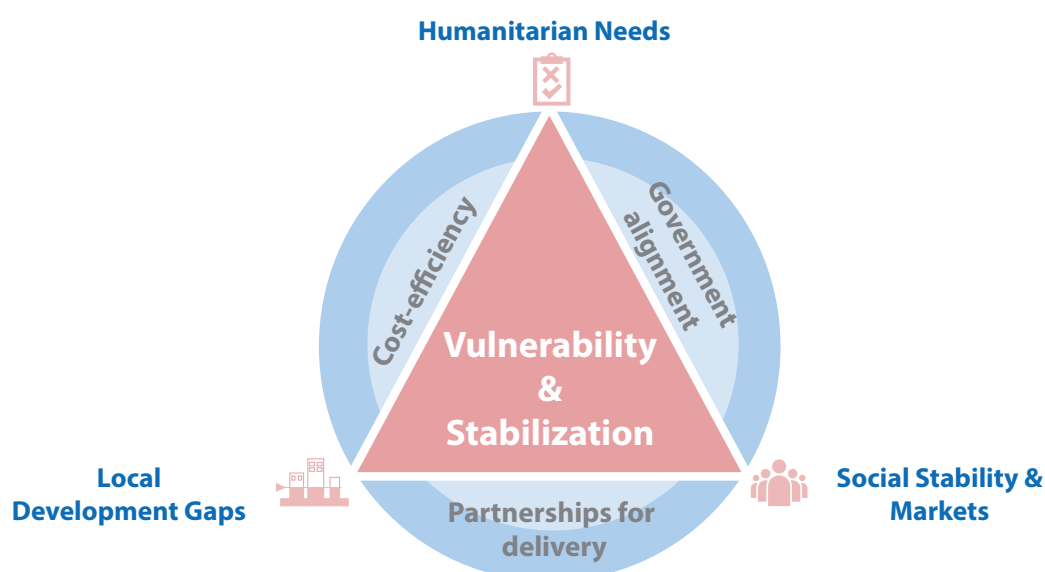 Humanitarian Needs
Cost-efficiency
Government
alignment
Vulnerability
&
Stabilization
Local
Development Gaps
Social Stability &
Markets
Partnerships for
delivery